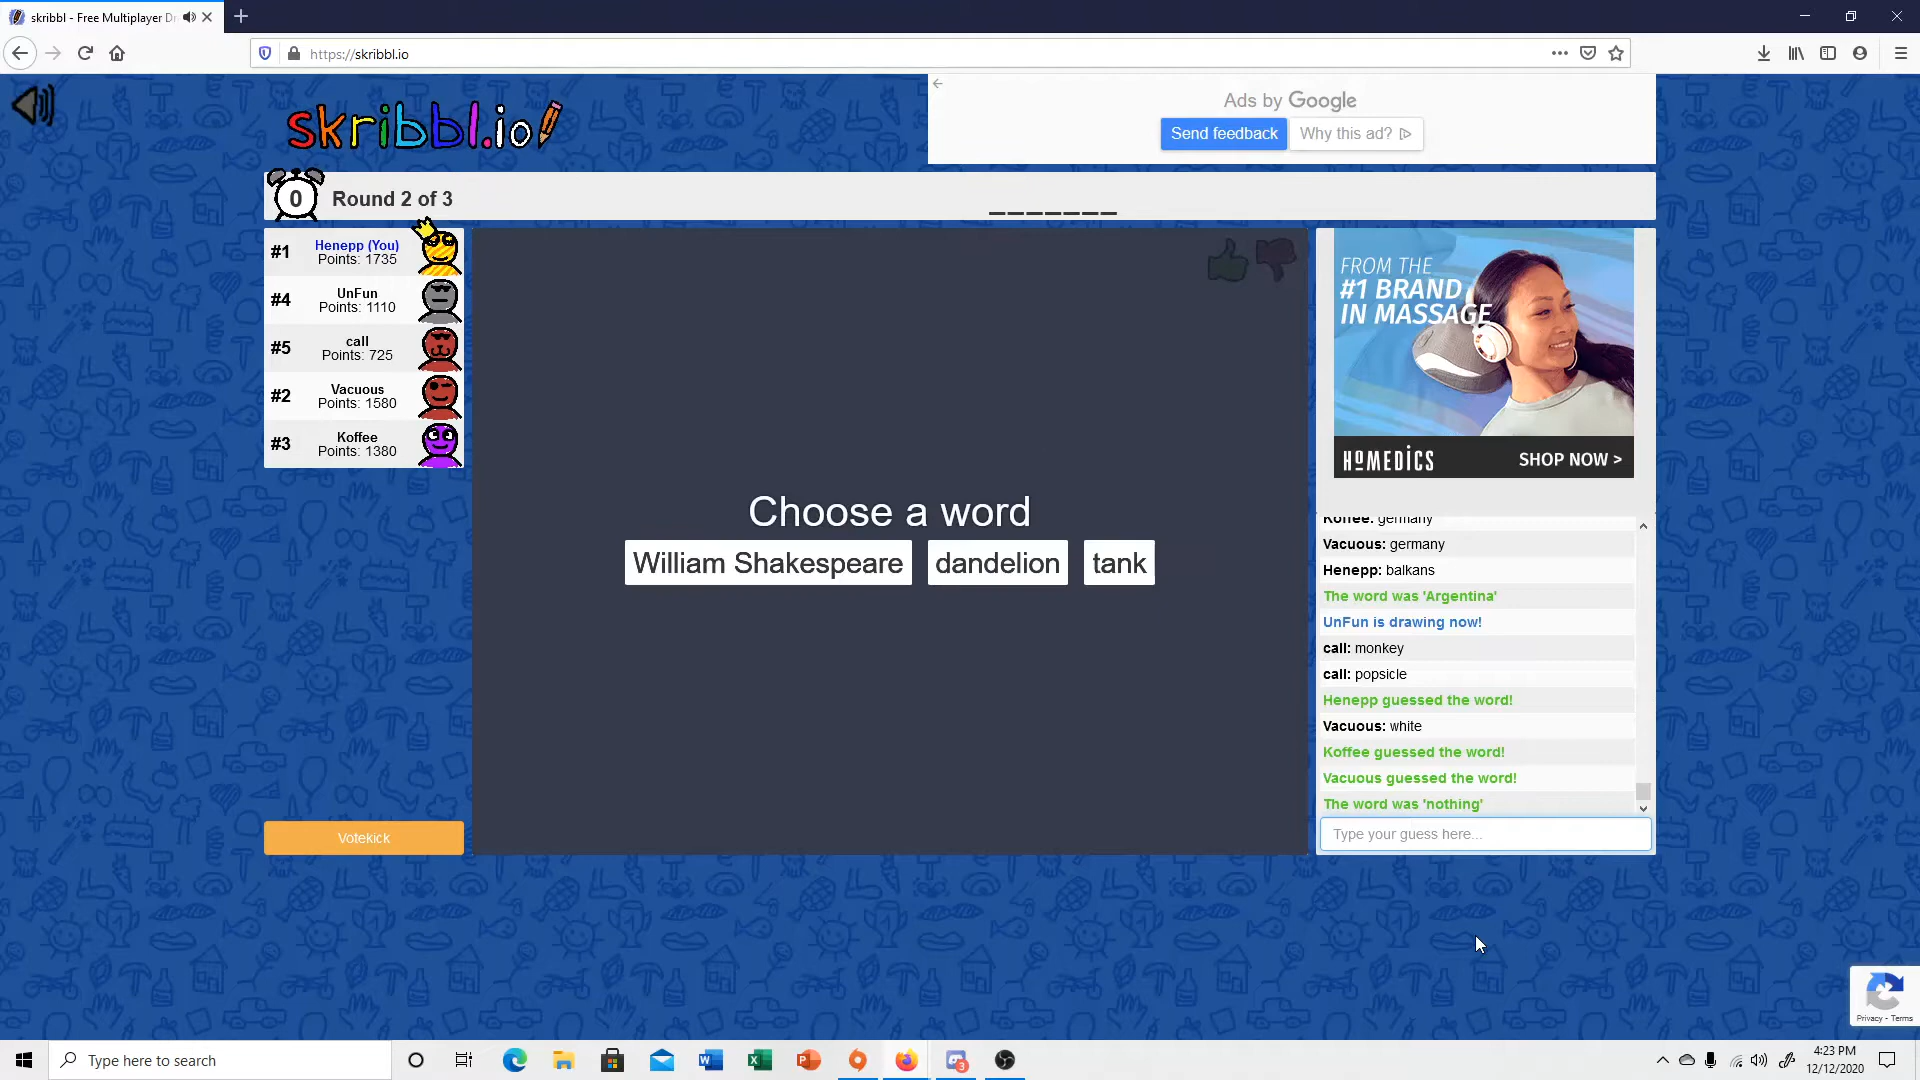 skribbl - Free Multiplayer Dr
https://skribbl.io
skribbl.io
Ads by Google
Send feedback
Why this ad?
0
Round 2 of 3
_______
#1
Henepp (You)
Points: 1735
#4
UnFun
Points: 1110
#5
call
Points: 725
#2
Vacuous
Points: 1580
#3
Koffee
Points: 1380
Votekick
Choose a word
William Shakespeare
dandelion
tank
FROM THE
#1 BRAND
IN MASSAGE
HOMEDICS
SHOP NOW >
Koffee: germany
Vacuous: germany
Henepp: balkans
The word was 'Argentina'
UnFun is drawing now!
call: monkey
call: popsicle
Henepp guessed the word!
Vacuous: white
Koffee guessed the word!
Vacuous guessed the word!
The word was 'nothing'
Type your guess here...
Privacy - Terms
Type here to search
3
4:23 PM
12/12/2020